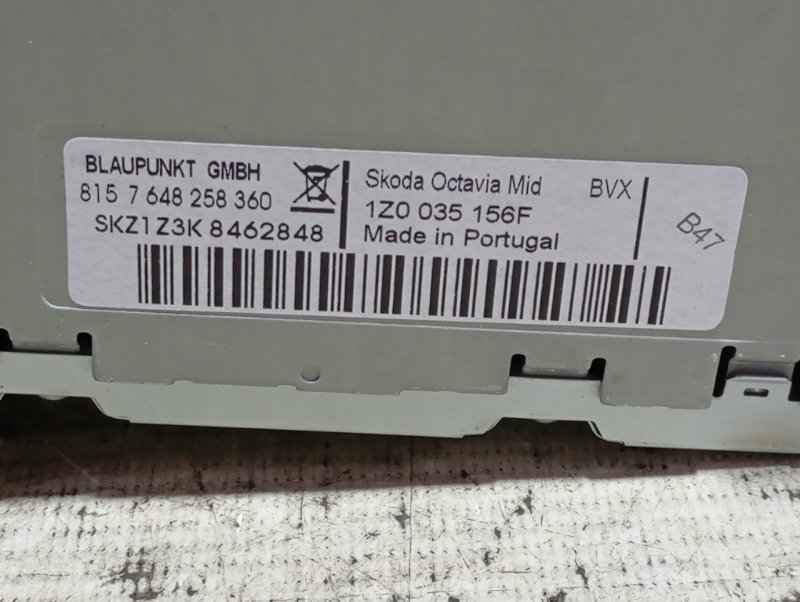 BLAUPUNKT GMBH
815 7 648 258 360
SKZ1Z3K 8462848
Skoda Octavia Mid
BVX
1Z0 035 156F
Made in Portugal
B47